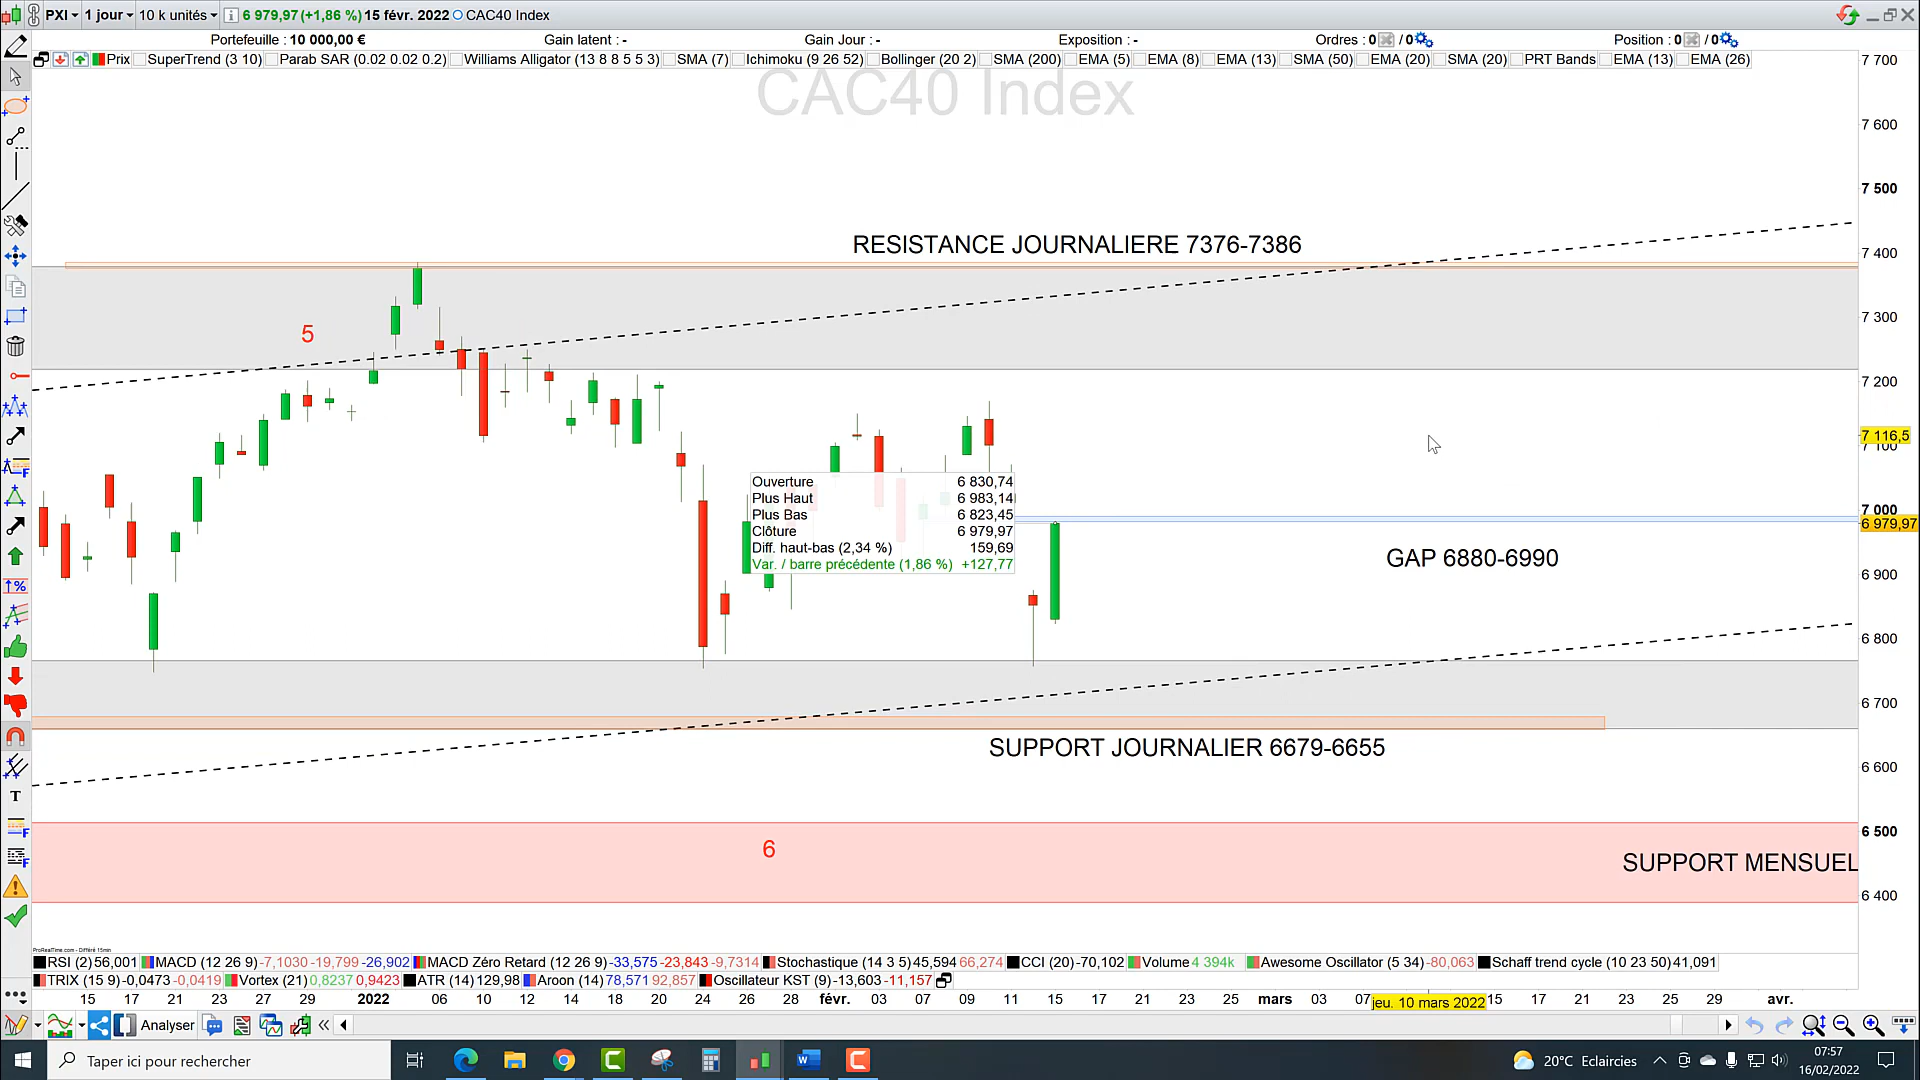 PXI 1 jour 10 k unités 6 979,97 (+1,86 %) 15 févr. 2022 CAC40 Index
Portefeuille : 10 000,00 € Gain latent : - Gain Jour : - Exposition : - Ordres : 0 / 0 Position : 0 / 0
Prix SuperTrend (3 10) Parab SAR (0.02 0.02 0.2) Williams Alligator (13 8 8 5 5 3) SMA (7) Ichimoku (9 26 52) Bollinger (20 2) SMA (200) EMA (5) EMA (8) EMA (13) SMA (50) EMA (20) SMA (20) PRT Bands EMA (13) EMA (26)
CAC40 Index
7 700
7 600
7 500
RESISTANCE JOURNALIERE 7376-7386
7 400
7 300
5
7 200
7 116,5
7 100
Ouverture 6 830,74
Plus Haut 6 983,14
Plus Bas 6 823,45
Clôture 6 979,97
Diff. haut-bas (2,34 %) 159,69
Var. / barre précédente (1,86 %) +127,77
7 000
6 979,97
GAP 6880-6990
6 900
6 800
6 700
SUPPORT JOURNALIER 6679-6655
6 600
6 500
6
SUPPORT MENSUEL
6 400
ProRealTime.com - Différé 15min
RSI (2) 56,001 MACD (12 26 9) -7,1030 -19,799 -26,902 MACD Zéro Retard (12 26 9) -33,575 -23,843 -9,7314 Stochastique (14 3 5) 45,594 66,274 CCI (20) -70,102 Volume 4 394k Awesome Oscillator (5 34) -80,063 Schaff trend cycle (10 23 50) 41,091
TRIX (15 9) -0,0473 -0,0419 Vortex (21) 0,8237 0,9423 ATR (14) 129,98 Aroon (14) 78,571 92,857 Oscillateur KST (9) -13,603 -11,157
15 17 21 23 27 29 2022 06 10 12 14 18 20 24 26 28 févr. 03 07 09 11 15 17 21 23 25 mars 03 07 jeu. 10 mars 2022 15 17 21 23 25 29 avr.
Analyser
Taper ici pour rechercher
20°C Eclaircies
07:57
16/02/2022